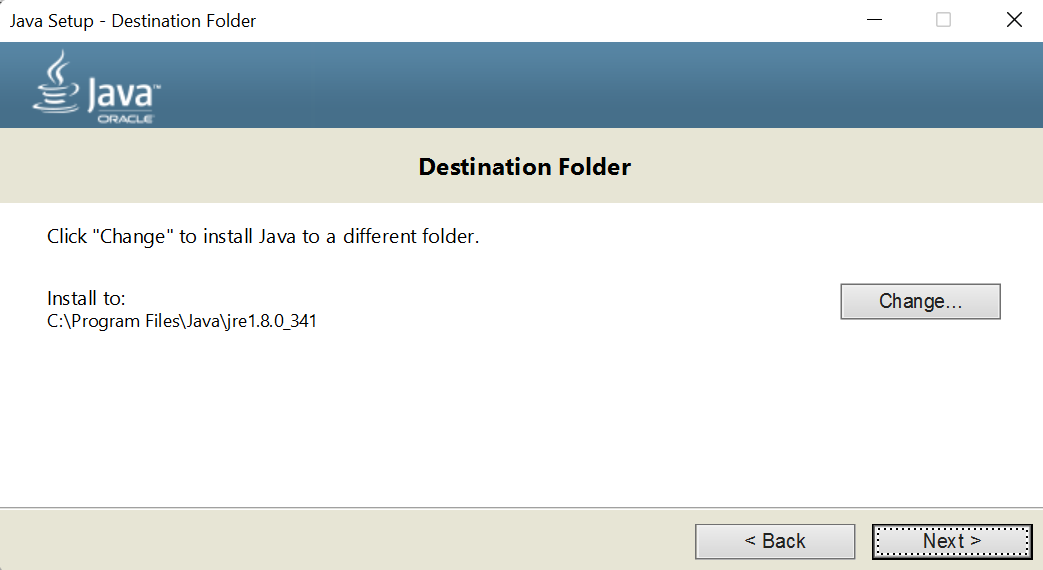 Java Setup - Destination Folder
Java™
ORACLE
Destination Folder
Click "Change" to install Java to a different folder.
Install to:
Change...
C:\Program Files\Java\jre1.8.0_341
< Back
Next >